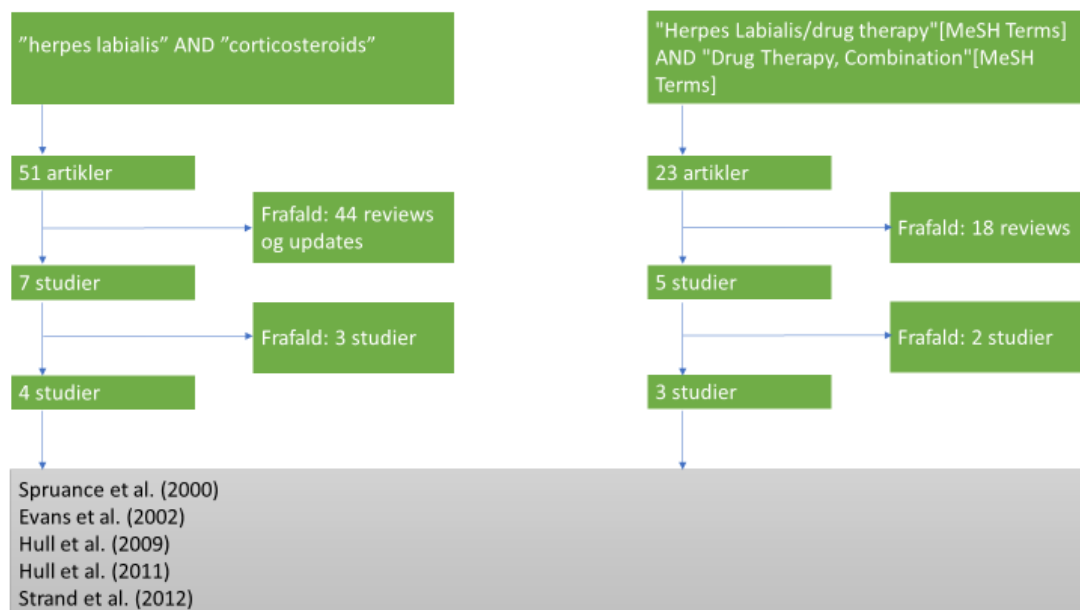 ”herpes labialis” AND ”corticosteroids”
51 artikler
Frafald: 44 reviews
og updates
7 studier
Frafald: 3 studier
4 studier
"Herpes Labialis/drug therapy"[MeSH Terms]
AND "Drug Therapy, Combination"[MeSH
Terms]
23 artikler
Frafald: 18 reviews
5 studier
Frafald: 2 studier
3 studier
Spruance et al. (2000)
Evans et al. (2002)
Hull et al. (2009)
Hull et al. (2011)
Strand et al. (2012)